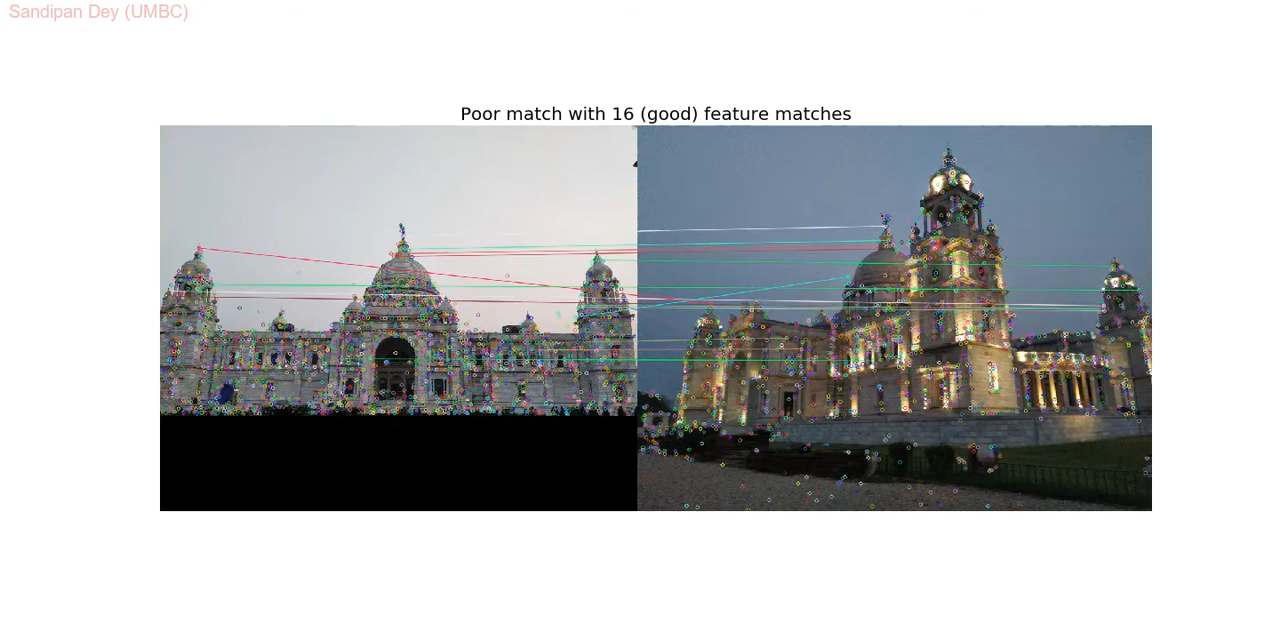 Sandipan Dey (UMBC)
Poor match with 16 (good) feature matches